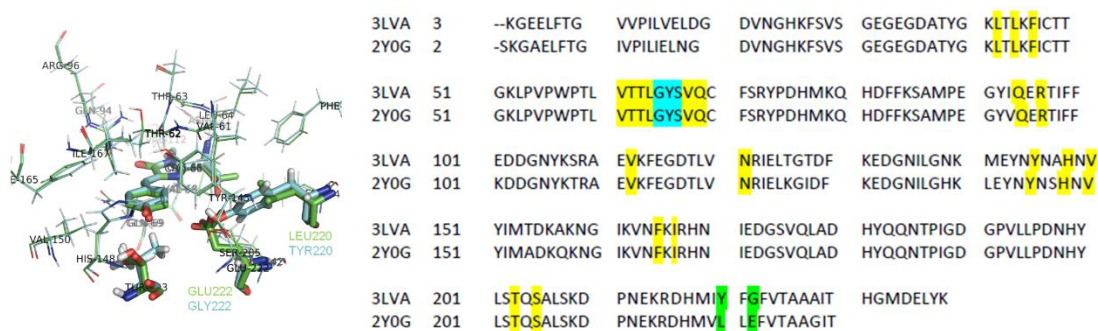 ARG-96
THR-63
GLN-94
LEU-64
PHE-
VAL-61
THR-62
ILE-167
E-165
TYR-145
GLN-69
VAL-150
LEU220
TYR220
SER-205
HIS-148
GLU-222
GLU222
GLY222
3LVA 3 --KGEELFTG VVPILVELDG DVNGHKFSVS GEGEGDATYG KLTLKFICTT
2Y0G 2 -SKGAELFTG IVPILIELNG DVNGHKFSVS GEGEGDATYG KLTLKFICTT
3LVA 51 GKLPVPWPTL VTTLGYSVQC FSRYPDHMKQ HDFFKSAMPE GYIQERTIFF
2Y0G 51 GKLPVPWPTL VTTLGYSVQC FSRYPDHMKQ HDFFKSAMPE GYVQERTIFF
3LVA 101 EDDGNYKSRA EVKFEGDTLV NRIELTGTDF KEDGNILGNK MEYNYNAHNV
2Y0G 101 KDDGNYKTRA EVKFEGDTLV NRIELKGIDF KEDGNILGHK LEYNYNSHNV
3LVA 151 YIMTDKAKNG IKVNFKIRHN IEDGSVQLAD HYQQNTPIGD GPVLLPDNHY
2Y0G 151 YIMADKQKNG IKVNFKIRHN IEDGSVQLAD HYQQNTPIGD GPVLLPDNHY
3LVA 201 LSTQSALSKD PNEKRDHMIY FGFVTAAAIT HGMDELYK
2Y0G 201 LSTQSALSKD PNEKRDHMVL LEFVTAAGIT